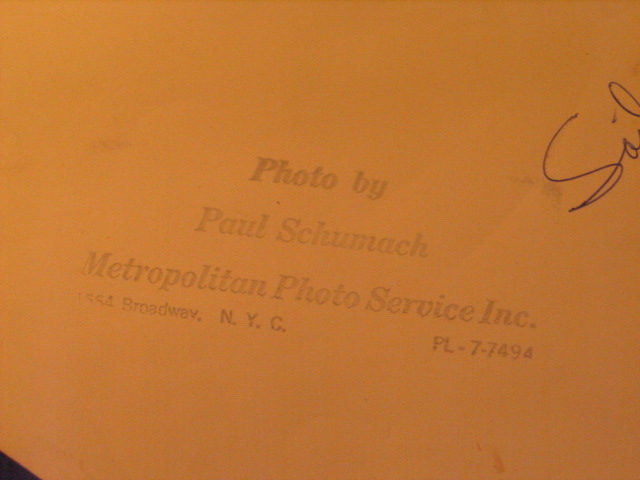 Photo by
Paul Schumach
Metropolitan Photo Service Inc.
Broadway, N. Y. C.
PL-7-7494